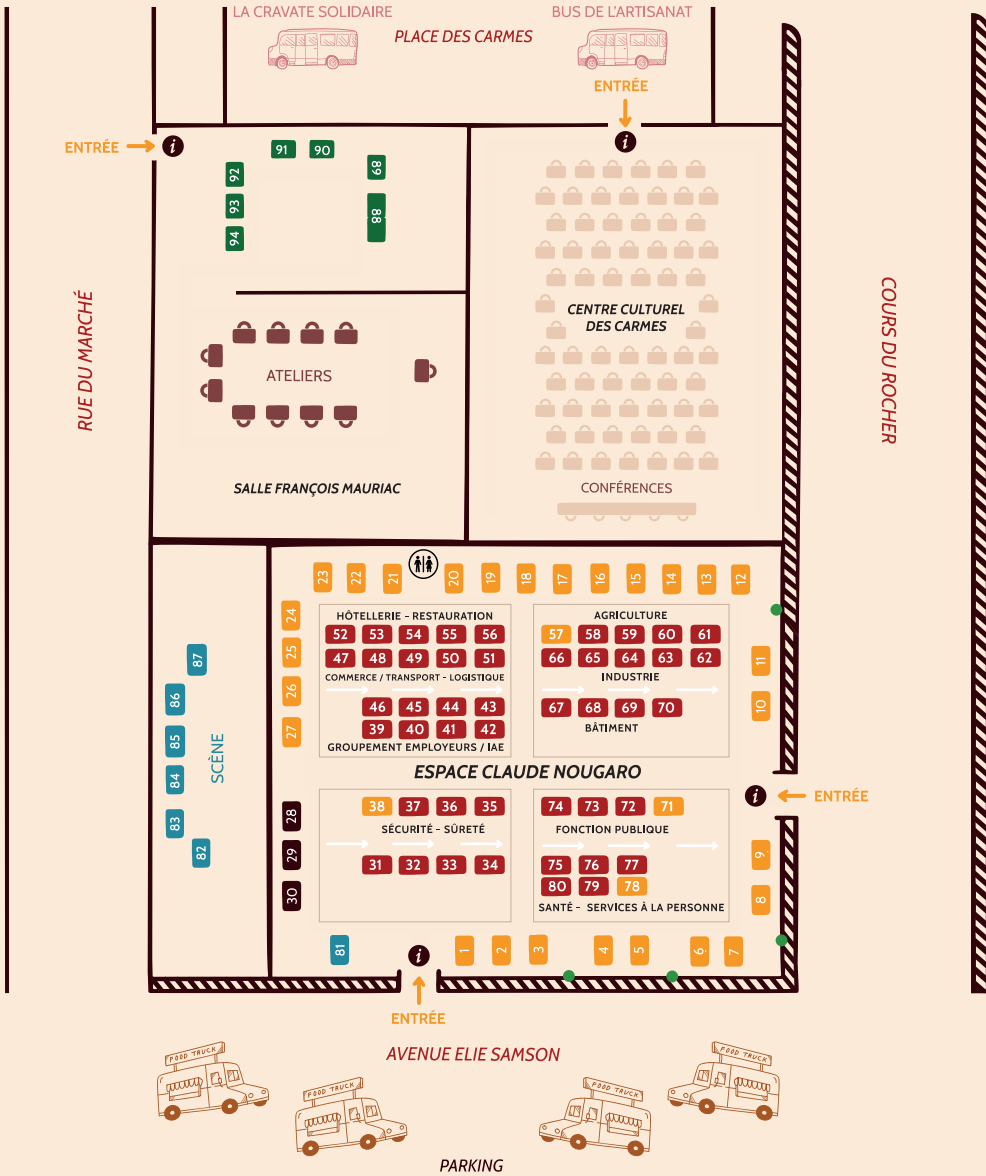 LA CRAVATE SOLIDAIRE
BUS DE L'ARTISANAT
PLACE DES CARMES
ENTRÉE
ENTRÉE
i
i
91 90
92
93
94
89
88
RUE DU MARCHÉ
COURS DU ROCHER
CENTRE CULTUREL
DES CARMES
ATELIERS
SALLE FRANÇOIS MAURIAC
CONFÉRENCES
23 22 21 20 19 18 17 16 15 14 13 12
24
25
26
27
HÔTELLERIE - RESTAURATION
52 53 54 55 56
47 48 49 50 51
COMMERCE / TRANSPORT - LOGISTIQUE
46 45 44 43
39 40 41 42
GROUPEMENT EMPLOYEURS / IAE
AGRICULTURE
57 58 59 60 61
66 65 64 63 62
INDUSTRIE
67 68 69 70
BÂTIMENT
11
10
87
86
85
84
83
82
SCÈNE
ESPACE CLAUDE NOUGARO
i
ENTRÉE
28
29
30
38 37 36 35
SÉCURITÉ - SÛRETÉ
31 32 33 34
74 73 72 71
FONCTION PUBLIQUE
75 76 77
80 79 78
SANTÉ - SERVICES À LA PERSONNE
9
8
81
i
1 2 3 4 5 6 7
ENTRÉE
AVENUE ELIE SAMSON
FOOD TRUCK
FOOD TRUCK
FOOD TRUCK
FOOD TRUCK
PARKING